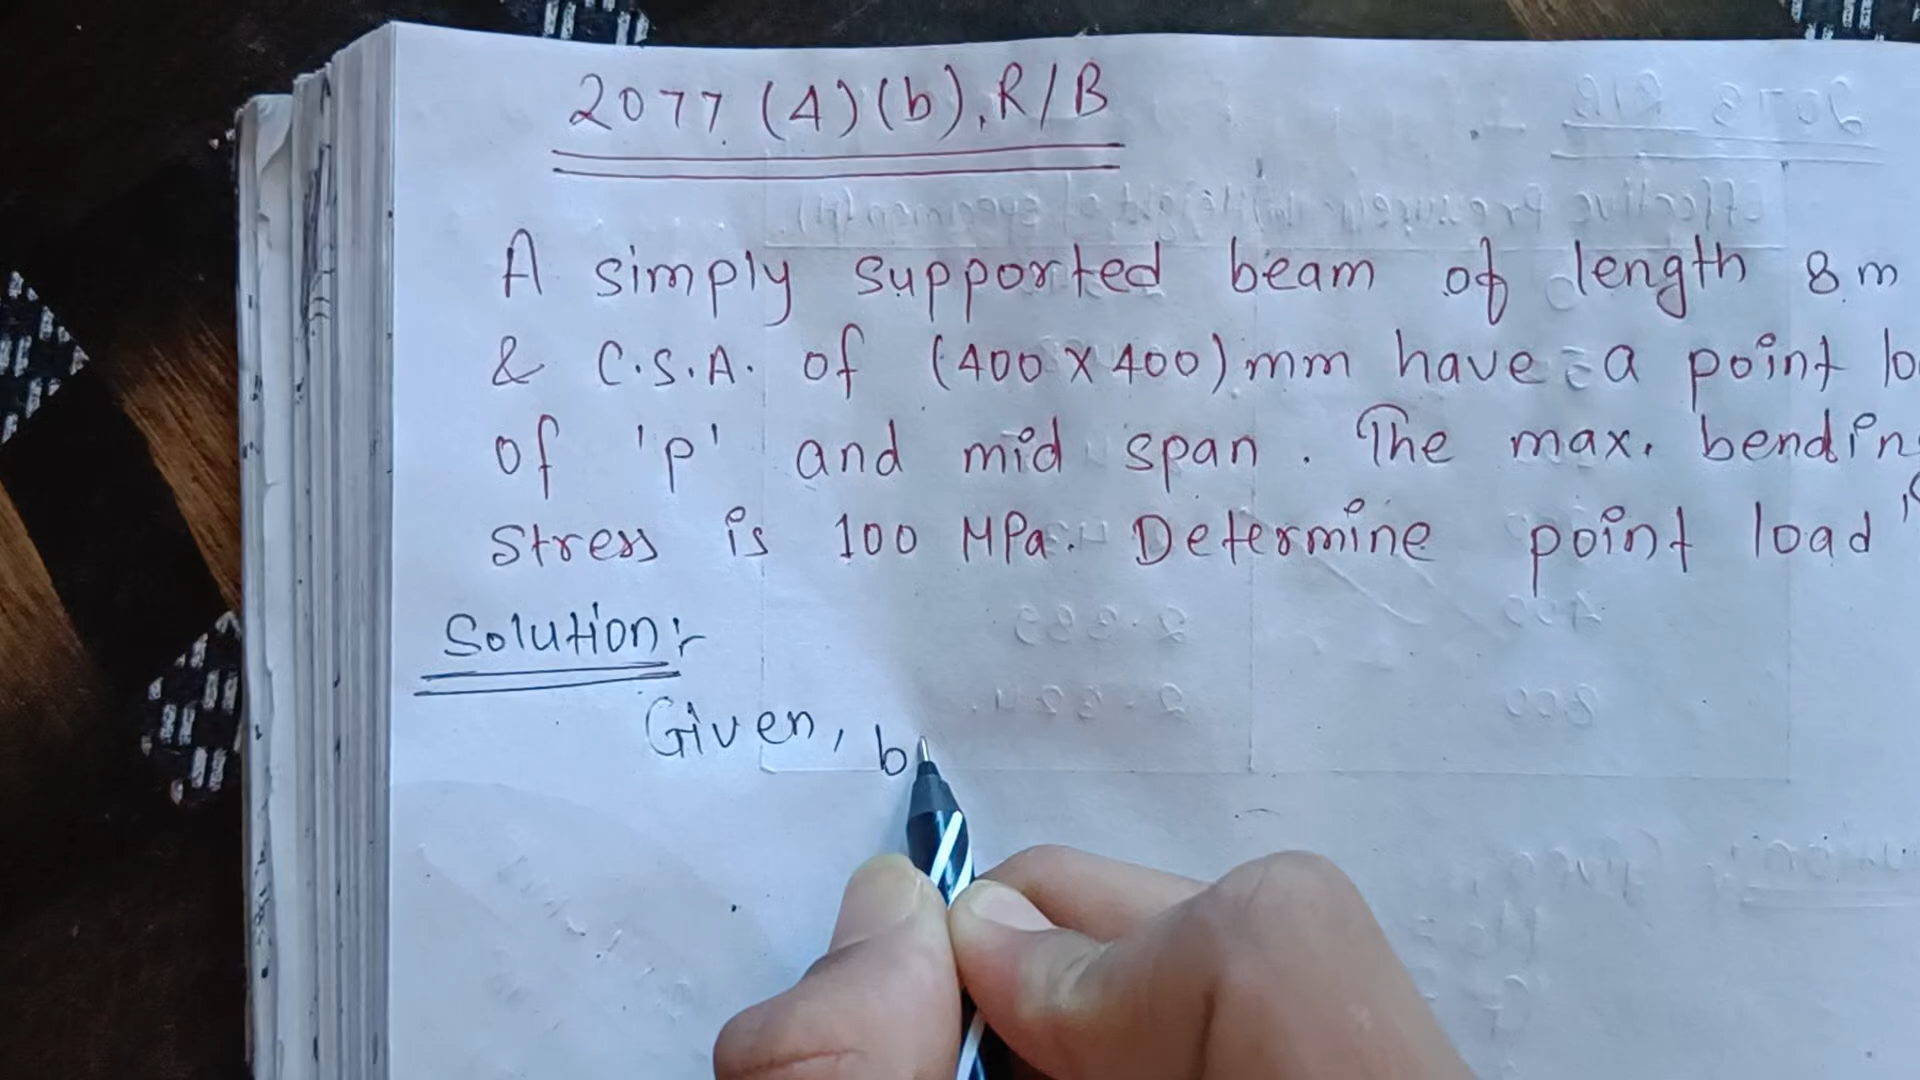 2077 (4)(b), R/B
A simply supported beam of length 8m
& C.S.A. of (400 X 400) mm have a point
of 'p' and mid span. The max. bendin
stress is 100 MPa. Determine point load
Solution:-
Given, b